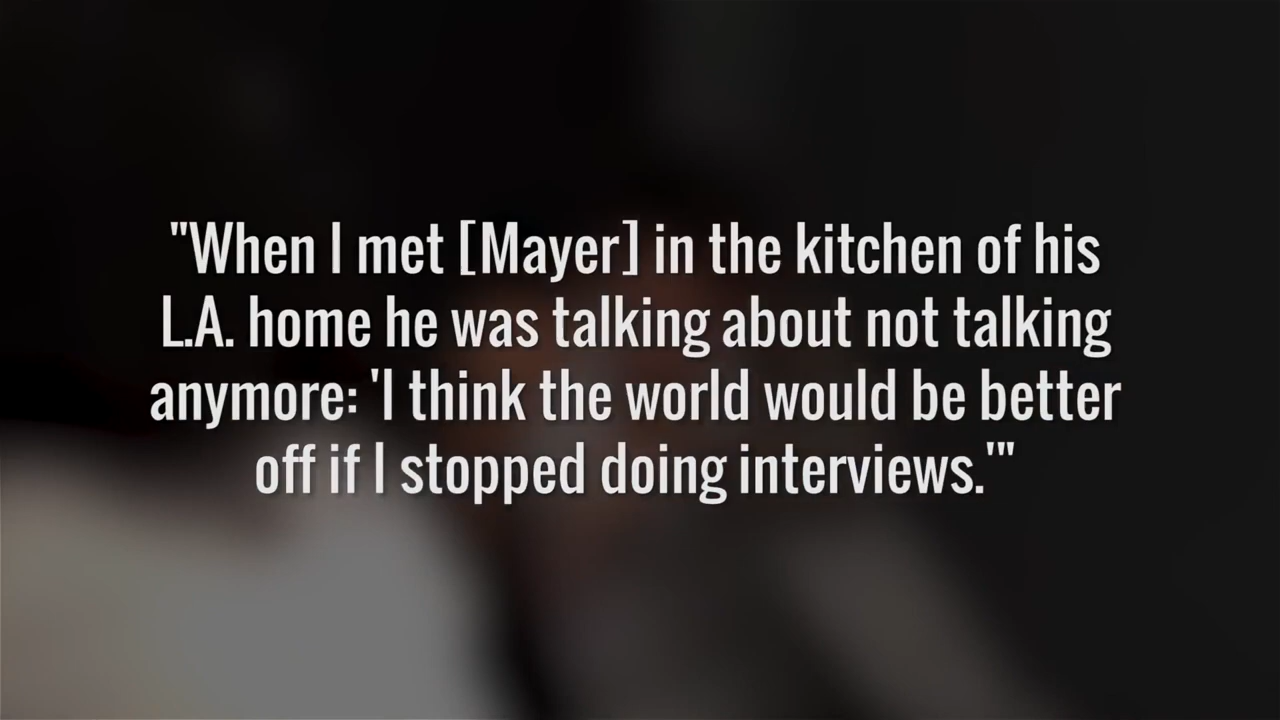 "When I met [Mayer] in the kitchen of his
L.A. home he was talking about not talking
anymore: 'I think the world would be better
off if I stopped doing interviews.'"